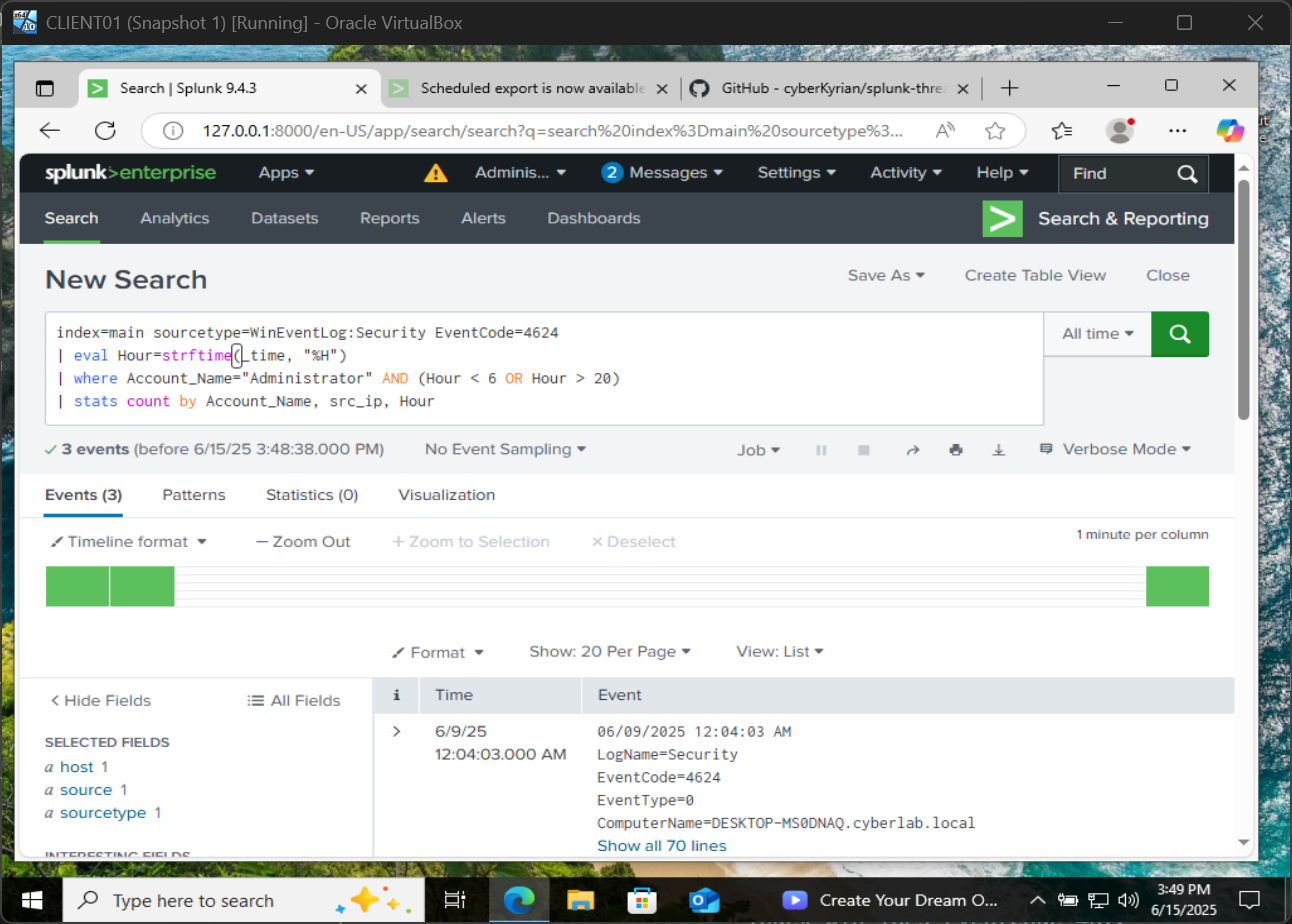 CLIENT01 (Snapshot 1) [Running] - Oracle VirtualBox
Search | Splunk 9.4.3
Scheduled export is now available
GitHub - cyberKyrian/splunk-threa
127.0.0.1:8000/en-US/app/search/search?q=search%20index%3Dmain%20sourcetype%3...
splunk>enterprise Apps Adminis... 2 Messages Settings Activity Help Find
Search Analytics Datasets Reports Alerts Dashboards Search & Reporting
New Search Save As Create Table View Close
index=main sourcetype=WinEventLog:Security EventCode=4624
| eval Hour=strftime(_time, "%H")
| where Account_Name="Administrator" AND (Hour < 6 OR Hour > 20)
| stats count by Account_Name, src_ip, Hour
All time
3 events (before 6/15/25 3:48:38.000 PM) No Event Sampling Job Verbose Mode
Events (3) Patterns Statistics (0) Visualization
Timeline format — Zoom Out + Zoom to Selection × Deselect 1 minute per column
Format Show: 20 Per Page View: List
< Hide Fields All Fields
i Time Event
SELECTED FIELDS
a host 1
a source 1
a sourcetype 1
INTERESTING FIELDS
> 6/9/25
12:04:03.000 AM
06/09/2025 12:04:03 AM
LogName=Security
EventCode=4624
EventType=0
ComputerName=DESKTOP-MS0DNAQ.cyberlab.local
Show all 70 lines
Type here to search
Create Your Dream O...
3:49 PM
6/15/2025